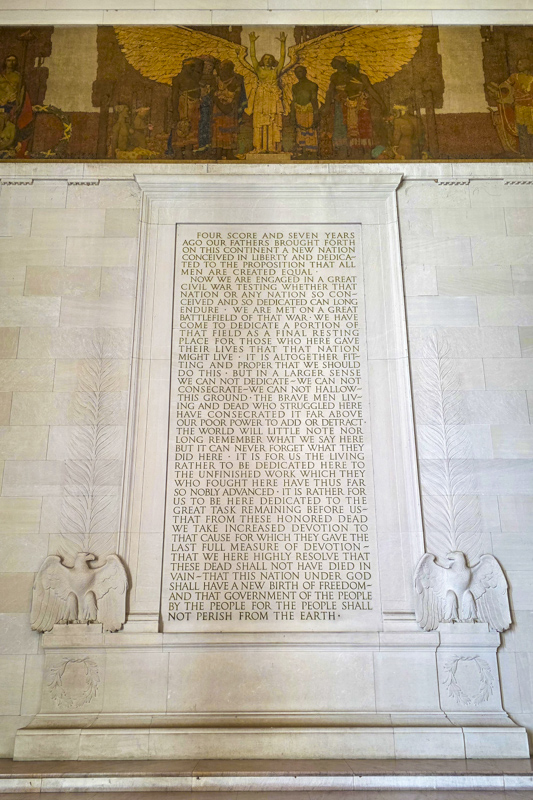 FOUR SCORE AND SEVEN YEARS
AGO OUR FATHERS BROUGHT FORTH
ON THIS CONTINENT A NEW NATION
CONCEIVED IN LIBERTY AND DEDICA-
TED TO THE PROPOSITION THAT ALL
MEN ARE CREATED EQUAL ·
NOW WE ARE ENGAGED IN A GREAT
CIVIL WAR TESTING WHETHER THAT
NATION OR ANY NATION SO CON-
CEIVED AND SO DEDICATED CAN LONG
ENDURE · WE ARE MET ON A GREAT
BATTLEFIELD OF THAT WAR · WE HAVE
COME TO DEDICATE A PORTION OF
THAT FIELD AS A FINAL RESTING
PLACE FOR THOSE WHO HERE GAVE
THEIR LIVES THAT THAT NATION
MIGHT LIVE · IT IS ALTOGETHER FIT-
TING AND PROPER THAT WE SHOULD
DO THIS · BUT IN A LARGER SENSE
WE CAN NOT DEDICATE–WE CAN NOT
CONSECRATE–WE CAN NOT HALLOW–
THIS GROUND · THE BRAVE MEN LIV-
ING AND DEAD WHO STRUGGLED HERE
HAVE CONSECRATED IT FAR ABOVE
OUR POOR POWER TO ADD OR DETRACT ·
THE WORLD WILL LITTLE NOTE NOR
LONG REMEMBER WHAT WE SAY HERE
BUT IT CAN NEVER FORGET WHAT THEY
DID HERE · IT IS FOR US THE LIVING
RATHER TO BE DEDICATED HERE TO
THE UNFINISHED WORK WHICH THEY
WHO FOUGHT HERE HAVE THUS FAR
SO NOBLY ADVANCED · IT IS RATHER FOR
US TO BE HERE DEDICATED TO THE
GREAT TASK REMAINING BEFORE US–
THAT FROM THESE HONORED DEAD
WE TAKE INCREASED DEVOTION TO
THAT CAUSE FOR WHICH THEY GAVE THE
LAST FULL MEASURE OF DEVOTION–
THAT WE HERE HIGHLY RESOLVE THAT
THESE DEAD SHALL NOT HAVE DIED IN
VAIN–THAT THIS NATION UNDER GOD
SHALL HAVE A NEW BIRTH OF FREEDOM–
AND THAT GOVERNMENT OF THE PEOPLE
BY THE PEOPLE FOR THE PEOPLE SHALL
NOT PERISH FROM THE EARTH ·